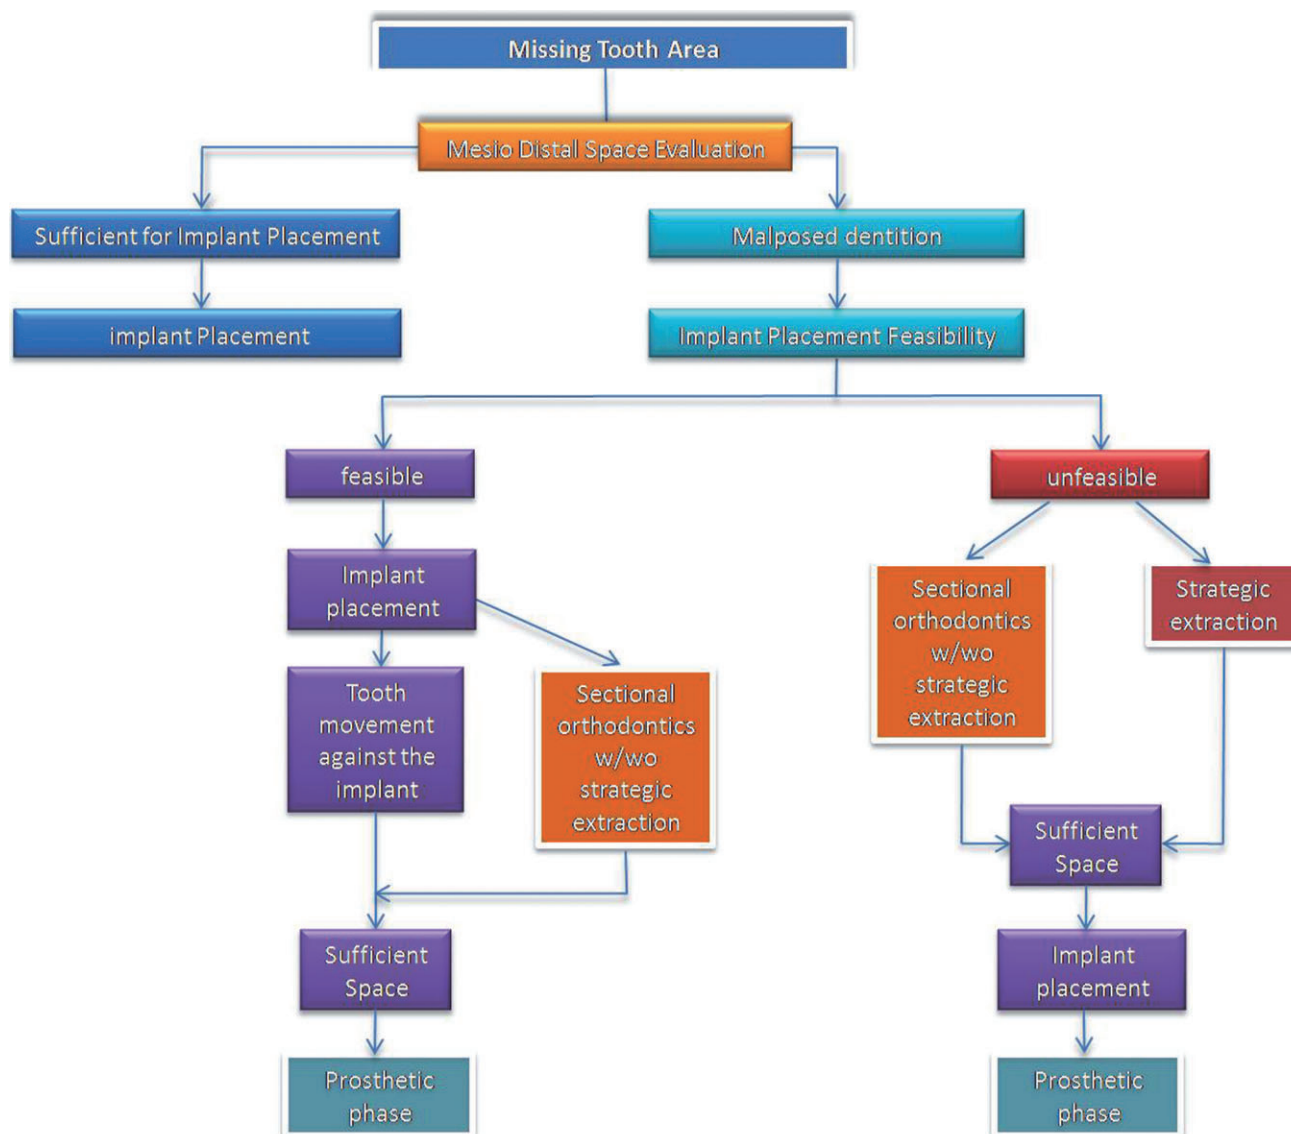 Missing Tooth Area
Mesio Distal Space Evaluation
Sufficient for Implant Placement
Malposed dentition
implant Placement
Implant Placement Feasibility
feasible
unfeasible
Implant
placement
Sectional
orthodontics
w/wo
strategic
extraction
Strategic
extraction
Tooth
movement
against the
implant
Sectional
orthodontics
w/wo
strategic
extraction
Sufficient
Space
Sufficient
Space
Implant
placement
Prosthetic
phase
Prosthetic
phase